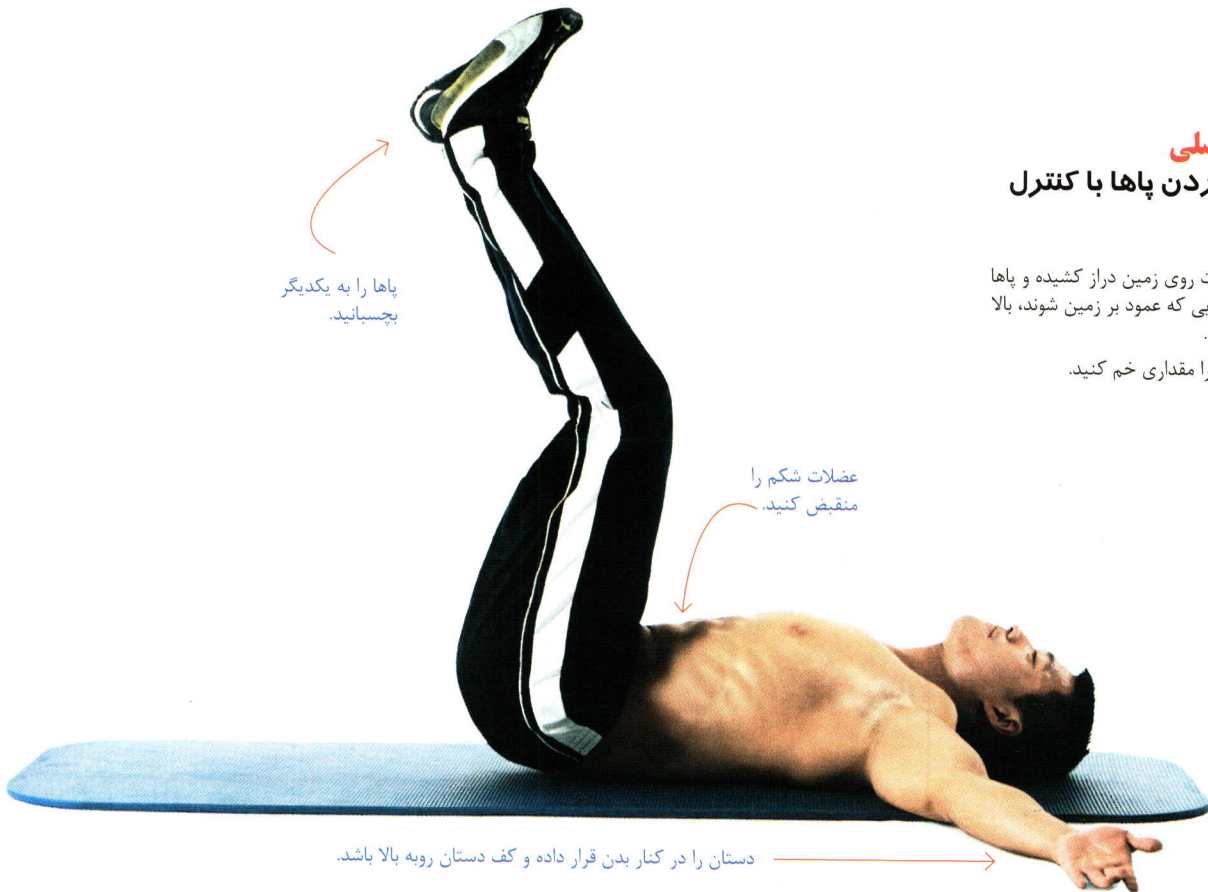 پاها با کنترل
روی زمین دراز کشیده و پاها
که عمود بر زمین شوند، بالا
.
را مقداری خم کنید.
پاها را به یکدیگر
بچسبانید.
عضلات شکم را
منقبض کنید.
دستان را در کنار بدن قرار داده و کف دستان روبه بالا باشد.